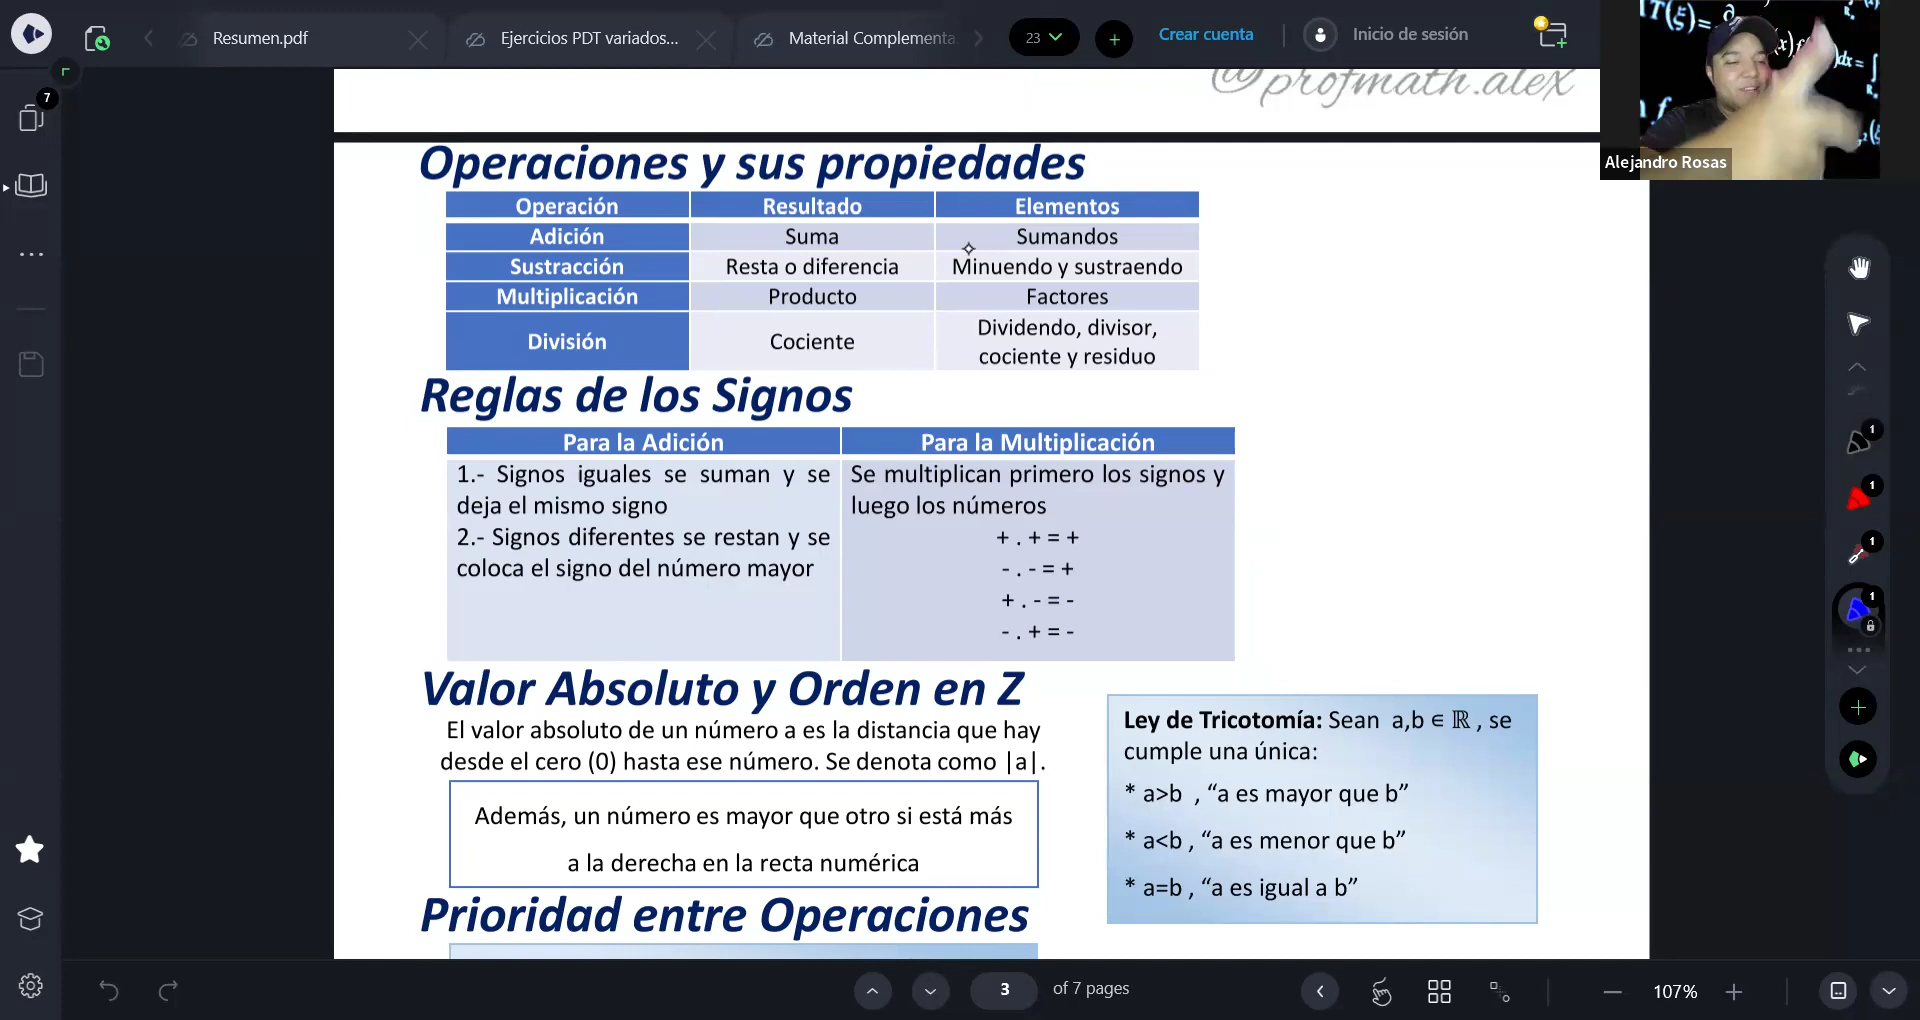 Resumen.pdf
Ejercicios PDT variados...
Material Complementa
23
Crear cuenta
Inicio de sesión
Alejandro Rosas
7
@profmath.alex
Operaciones y sus propiedades
Operación Resultado Elementos
Adición Suma Sumandos
Sustracción Resta o diferencia Minuendo y sustraendo
Multiplicación Producto Factores
División Cociente Dividendo, divisor,
cociente y residuo
Reglas de los Signos
Para la Adición Para la Multiplicación
1.- Signos iguales se suman y se
deja el mismo signo
2.- Signos diferentes se restan y se
coloca el signo del número mayor
Se multiplican primero los signos y
luego los números
+ . + = +
- . - = +
+ . - = -
- . + = -
Valor Absoluto y Orden en Z
El valor absoluto de un número a es la distancia que hay
desde el cero (0) hasta ese número. Se denota como |a|.
Además, un número es mayor que otro si está más
a la derecha en la recta numérica
Ley de Tricotomía: Sean a,b ∈ ℝ , se
cumple una única:
* a>b , “a es mayor que b”
* a<b , “a es menor que b”
* a=b , “a es igual a b”
Prioridad entre Operaciones
1
1
1
1
3 of 7 pages
107%